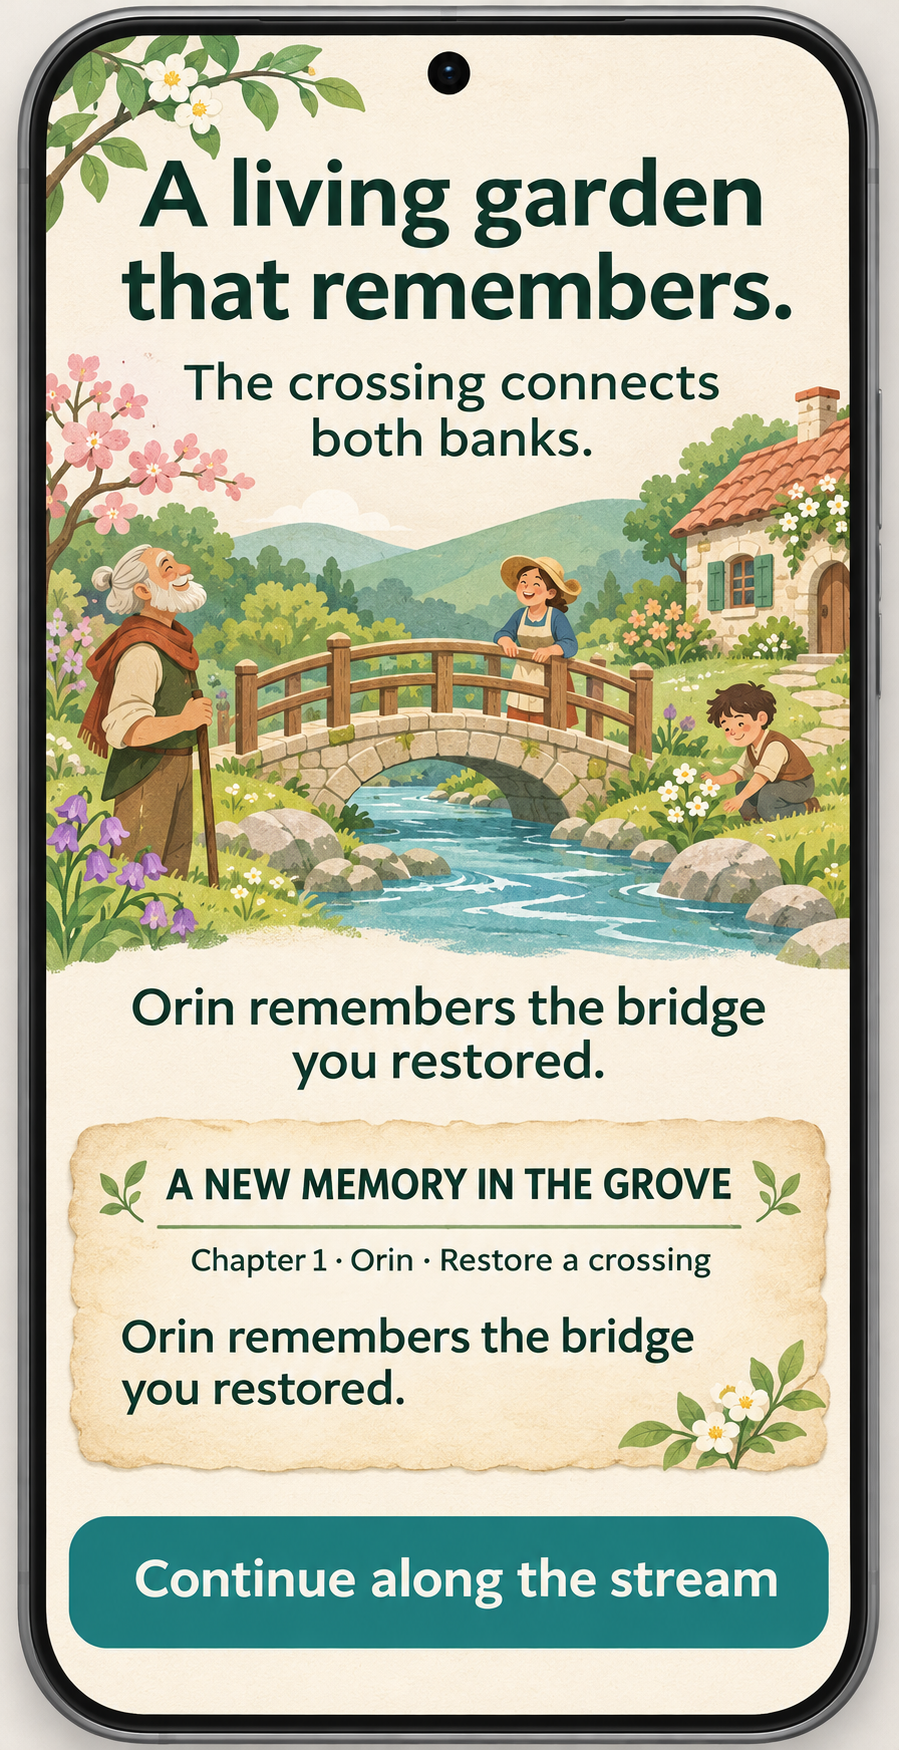 A living garden
that remembers.
The crossing connects
both banks.
Orin remembers the bridge
you restored.
A NEW MEMORY IN THE GROVE
Chapter 1 · Orin · Restore a crossing
Orin remembers the bridge
you restored.
Continue along the stream